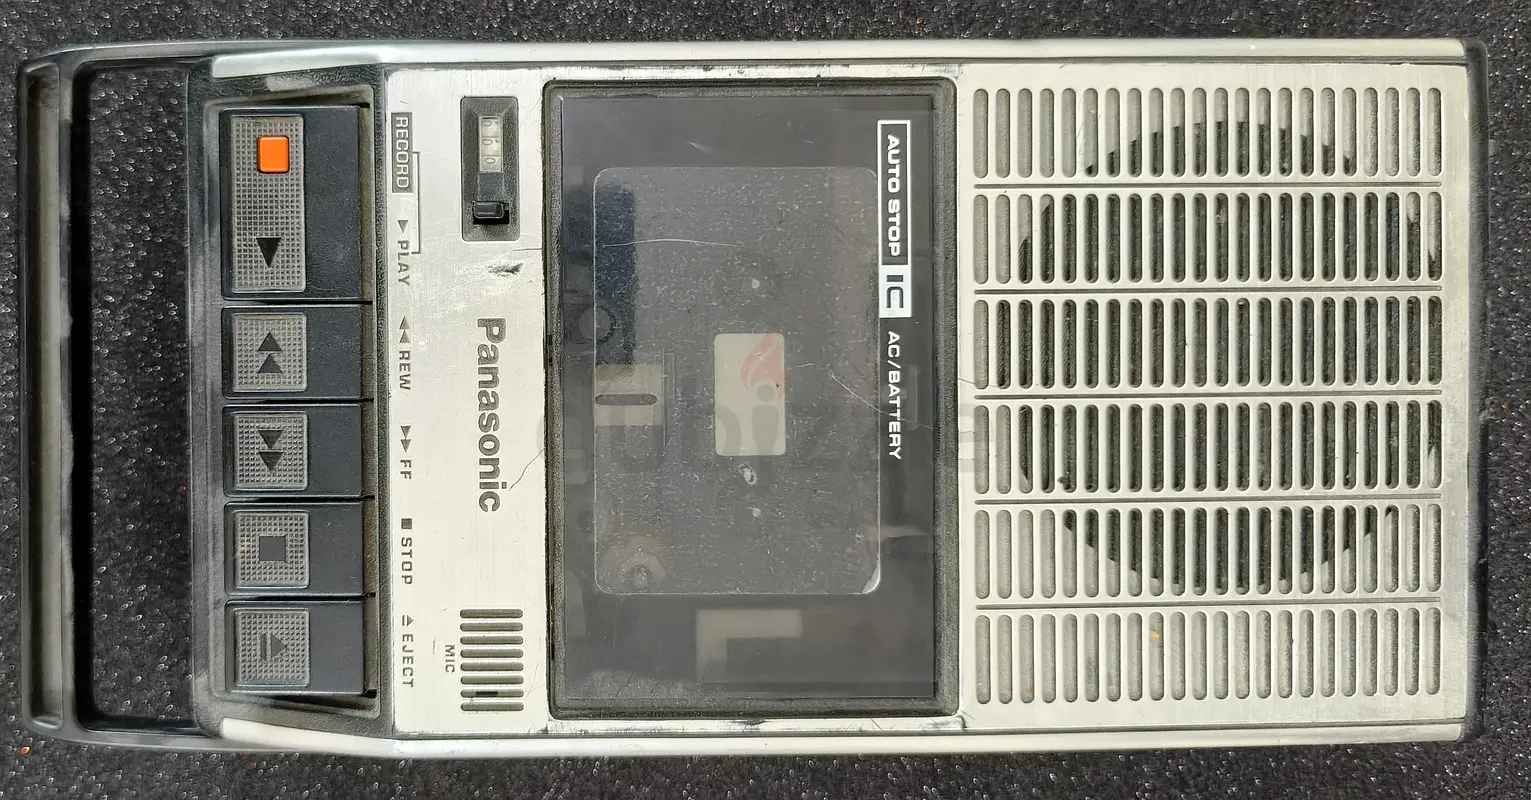 RECORD
▶ PLAY
◀◀ REW
▶▶ FF
■ STOP
▲ EJECT
Panasonic
MIC
AUTO STOP IC AC/BATTERY